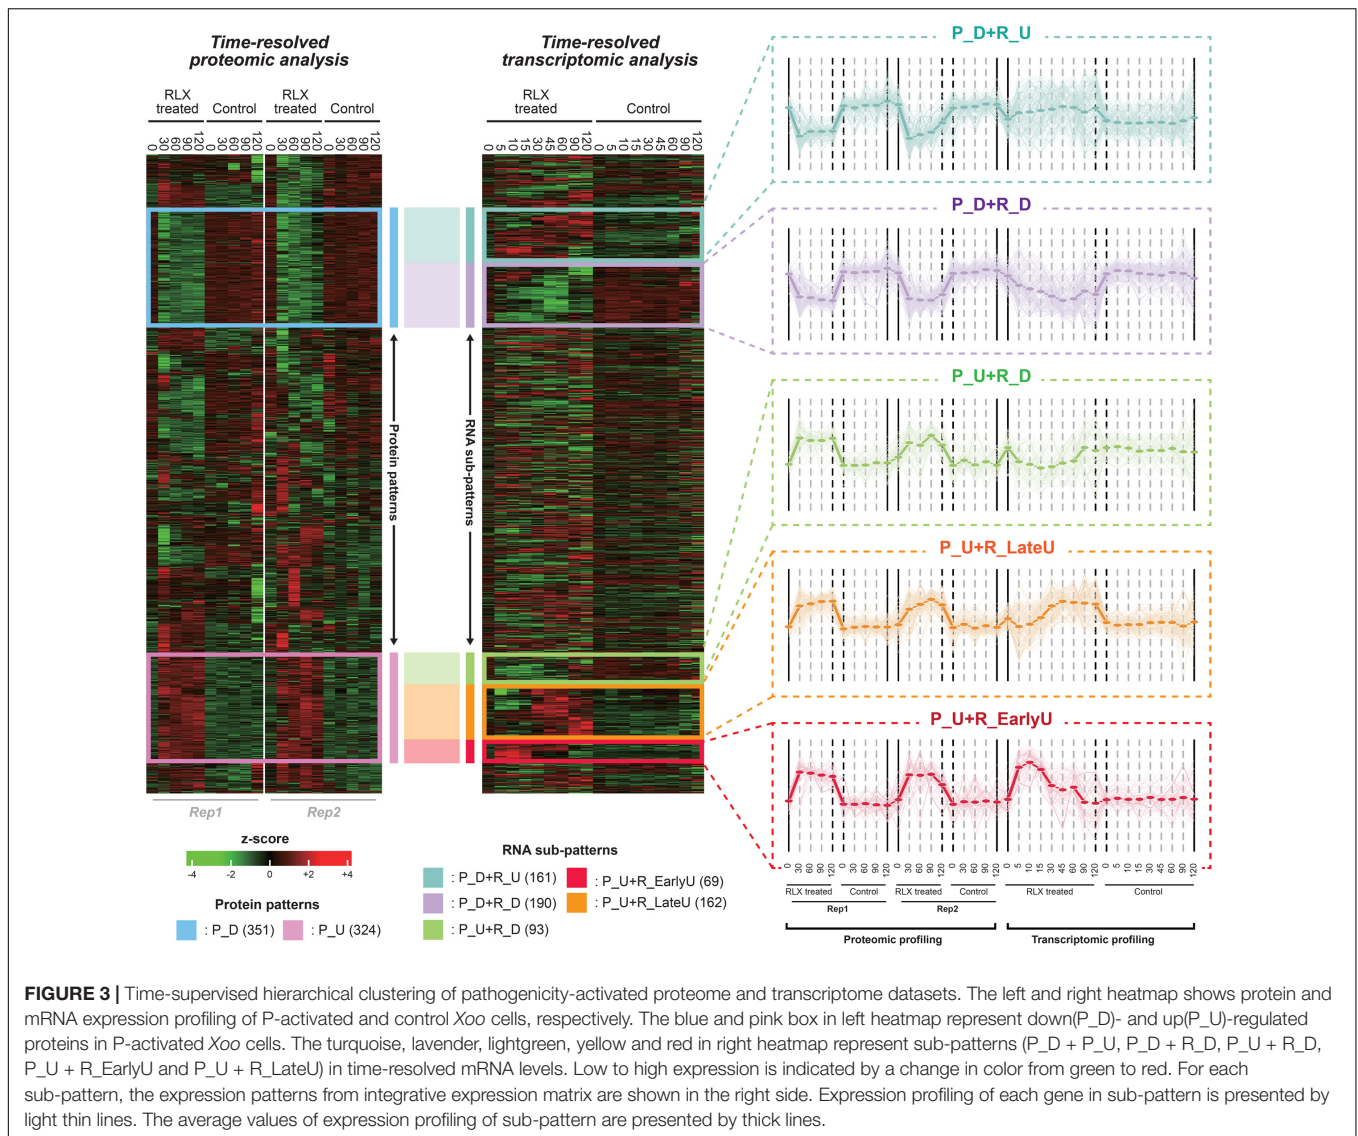 Time-resolved
proteomic analysis
RLX
treated
Control
RLX
treated
Control
0 30 60 90 120 0 30 60 90 120 0 30 60 90 120 0 30 60 90 120
Rep1
Rep2
z-score
-4 -2 0 +2 +4
Protein patterns
: P_D (351)
: P_U (324)
Protein patterns
RNA sub-patterns
Time-resolved
transcriptomic analysis
RLX
treated
Control
0 5 10 15 30 45 60 90 120 0 5 10 15 30 45 60 90 120
RNA sub-patterns
: P_D+R_U (161)
: P_D+R_D (190)
: P_U+R_D (93)
: P_U+R_EarlyU (69)
: P_U+R_LateU (162)
P_D+R_U
P_D+R_D
P_U+R_D
P_U+R_LateU
P_U+R_EarlyU
0 30 60 90 120 0 30 60 90 120 0 30 60 90 120 0 30 60 90 120 0 5 10 15 30 45 60 90 120 0 5 10 15 30 45 60 90 120
RLX treated
Control
RLX treated
Control
RLX treated
Control
Rep1
Rep2
Proteomic profiling
Transcriptomic profiling
FIGURE 3 | Time-supervised hierarchical clustering of pathogenicity-activated proteome and transcriptome datasets. The left and right heatmap shows protein and
mRNA expression profiling of P-activated and control Xoo cells, respectively. The blue and pink box in left heatmap represent down(P_D)- and up(P_U)-regulated
proteins in P-activated Xoo cells. The turquoise, lavender, lightgreen, yellow and red in right heatmap represent sub-patterns (P_D + P_U, P_D + R_D, P_U + R_D,
P_U + R_EarlyU and P_U + R_LateU) in time-resolved mRNA levels. Low to high expression is indicated by a change in color from green to red. For each
sub-pattern, the expression patterns from integrative expression matrix are shown in the right side. Expression profiling of each gene in sub-pattern is presented by
light thin lines. The average values of expression profiling of sub-pattern are presented by thick lines.